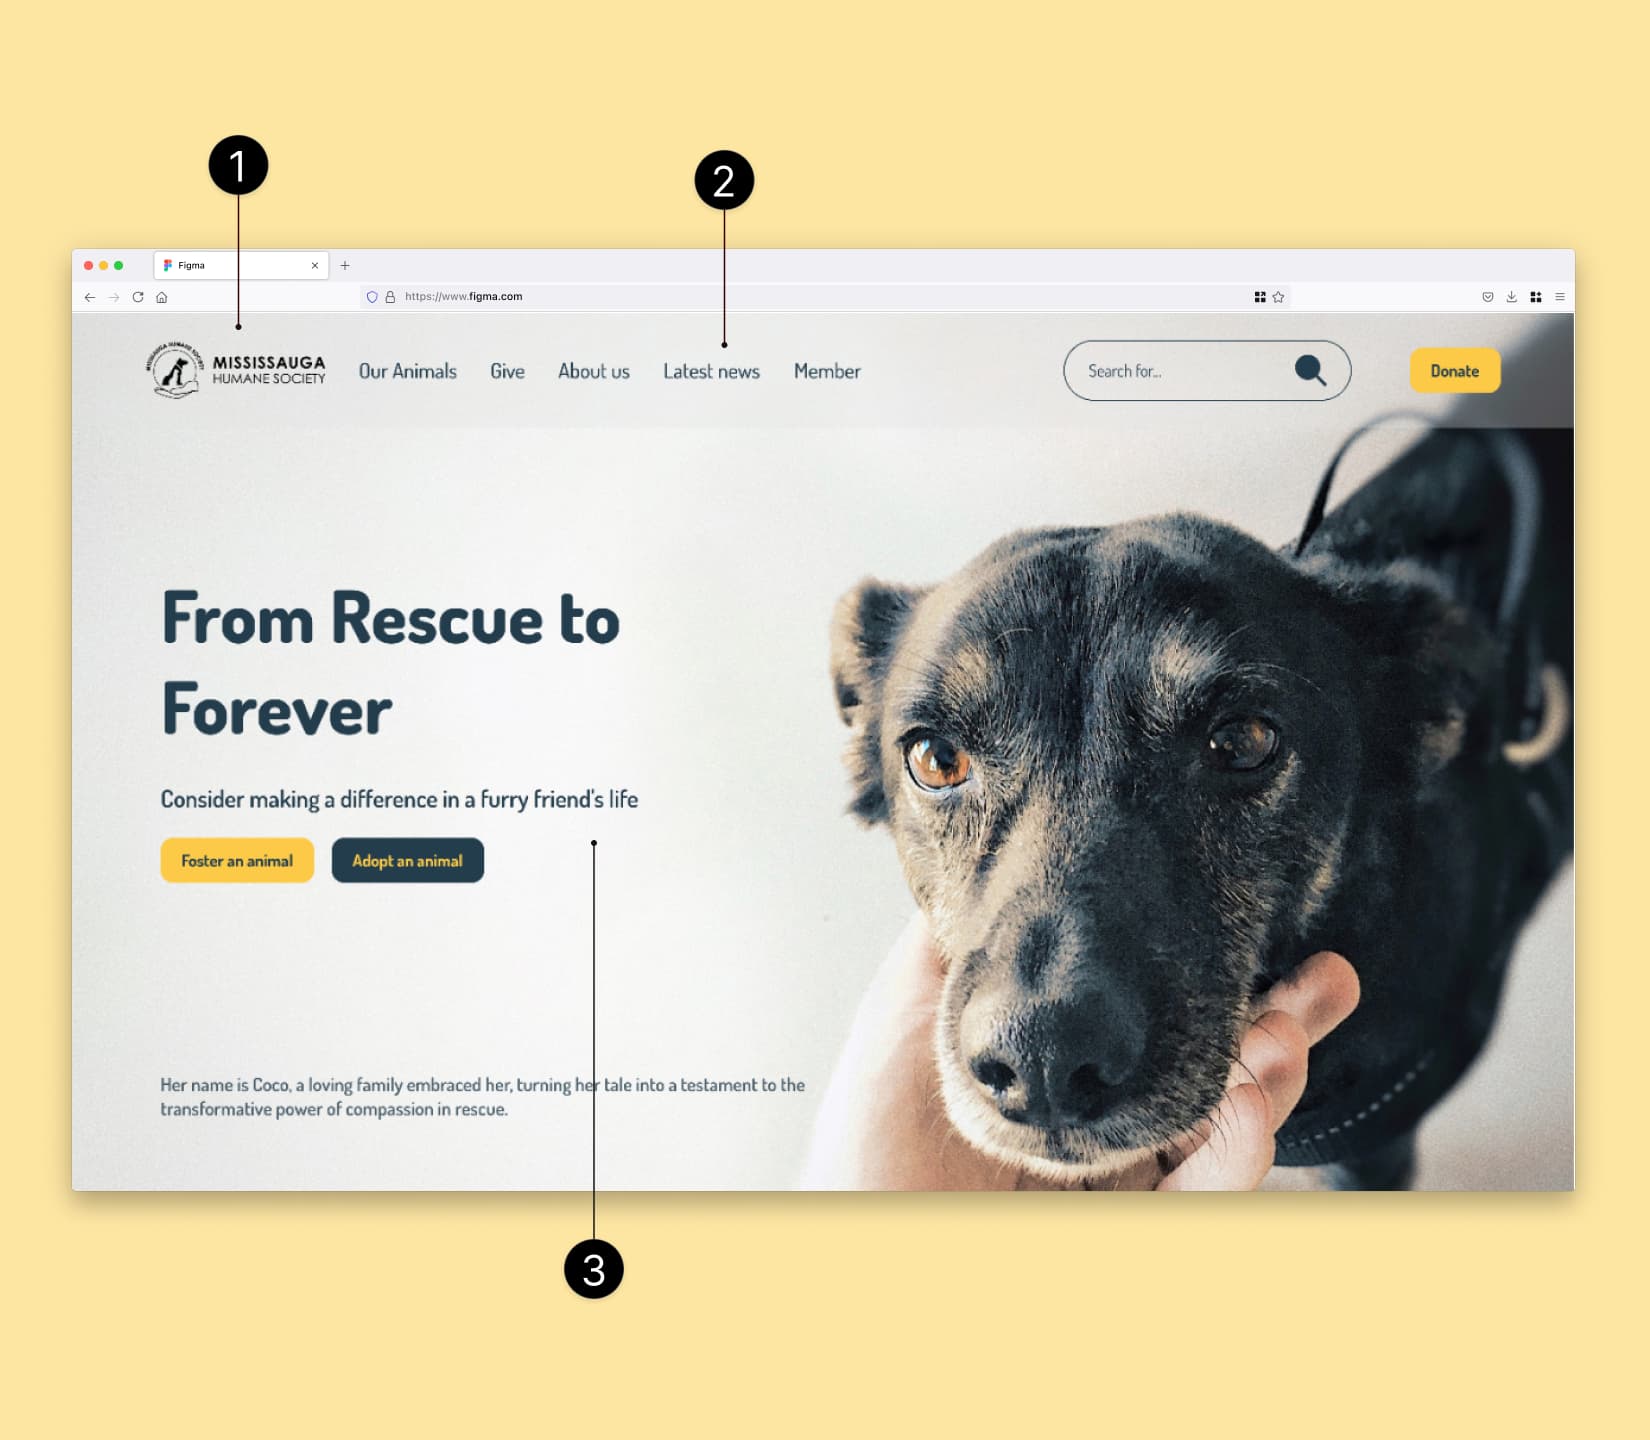 1
2
Figma
https://www.figma.com
MISSISSAUGA HUMANE SOCIETY
MISSISSAUGA
HUMANE SOCIETY
Our Animals
Give
About us
Latest news
Member
Search for...
Donate
From Rescue to
Forever
Consider making a difference in a furry friend's life
Foster an animal
Adopt an animal
Her name is Coco, a loving family embraced her, turning her tale into a testament to the
transformative power of compassion in rescue.
3